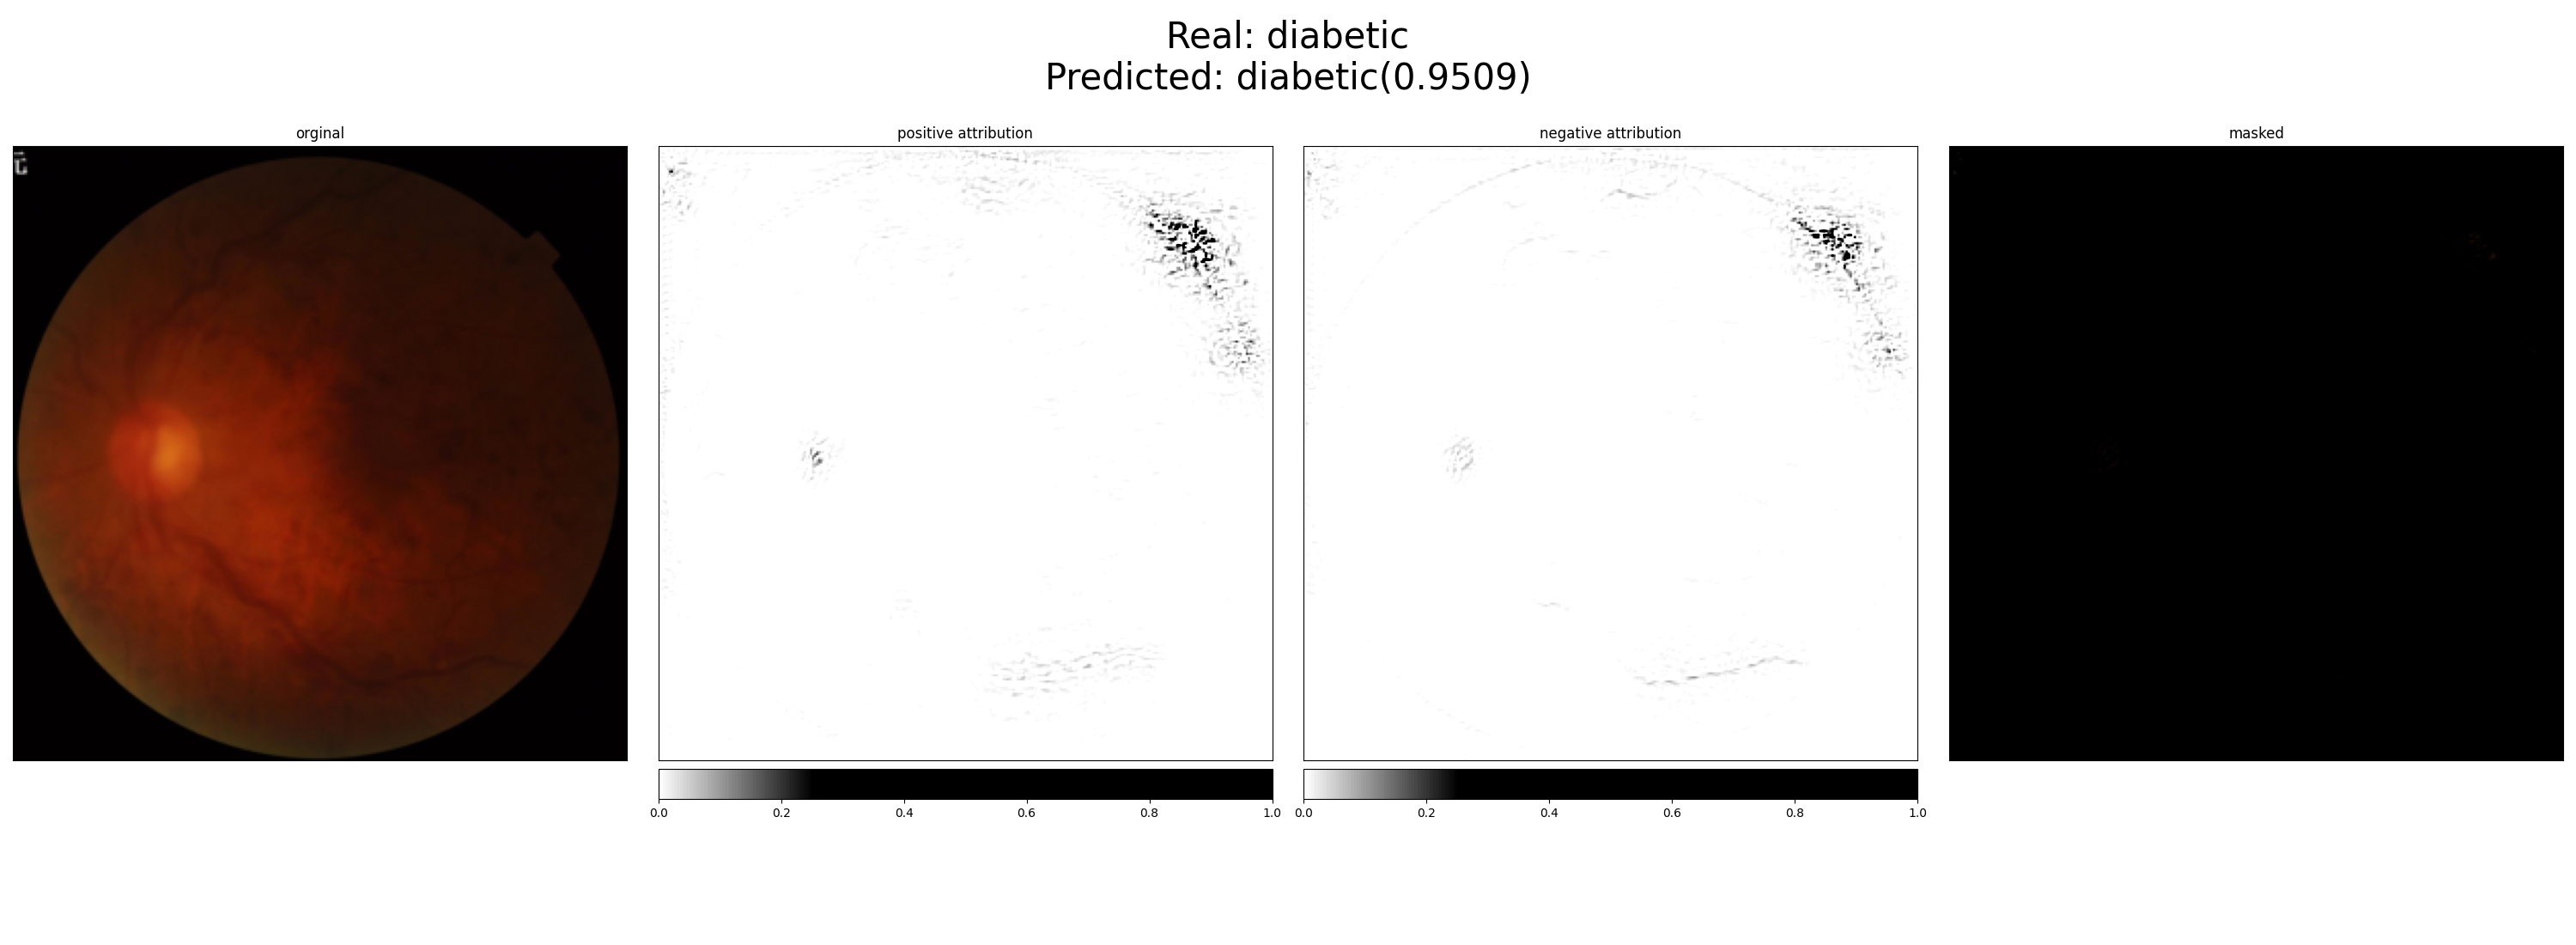 Real: diabetic
Predicted: diabetic(0.9509)
orginal
positive attribution
negative attribution
masked
0.0 0.2 0.4 0.6 0.8 1.0
0.0 0.2 0.4 0.6 0.8 1.0